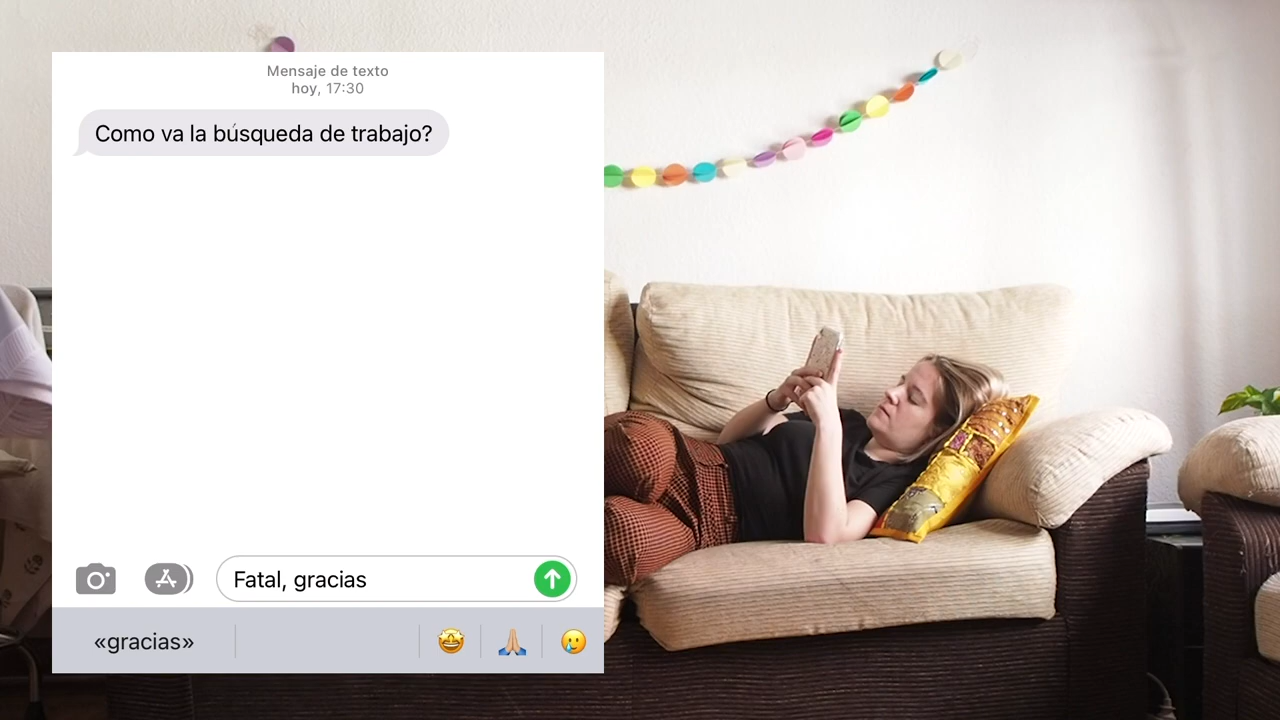 Mensaje de texto
hoy, 17:30
Como va la búsqueda de trabajo?
Fatal, gracias
«gracias»